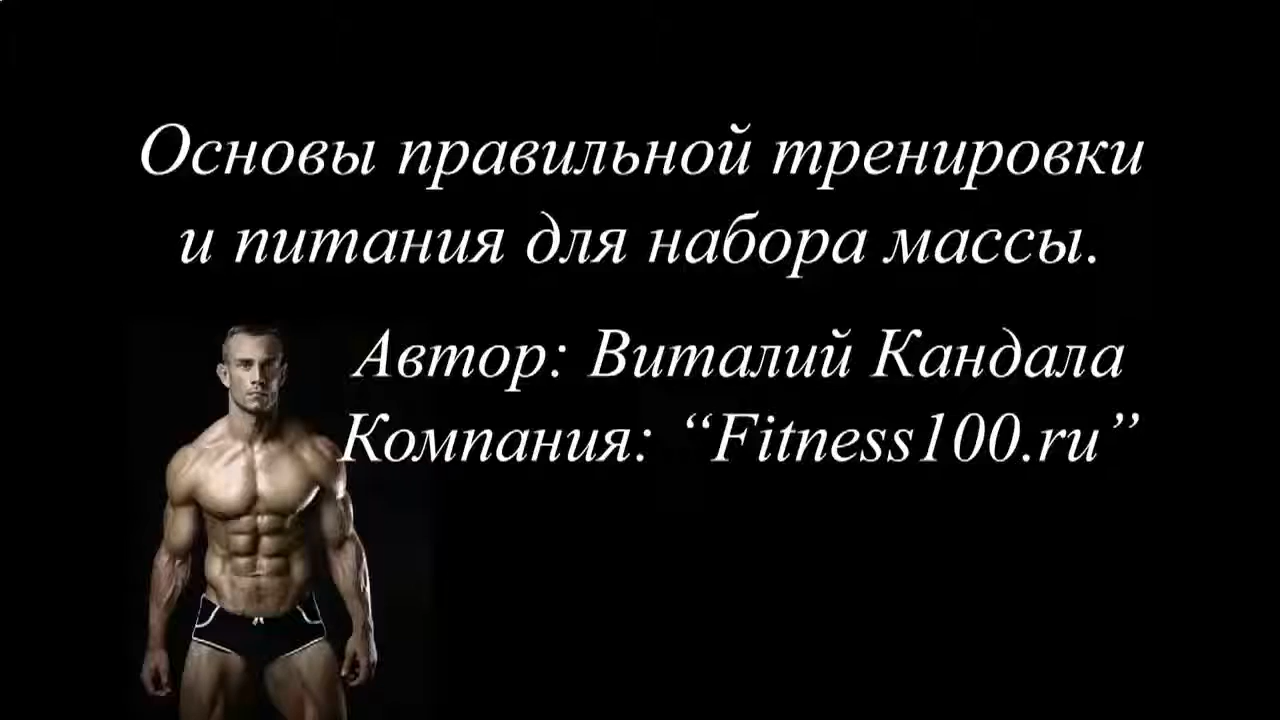 Основы правильной тренировки
и питания для набора массы.
Автор: Виталий Кандала
Компания: “Fitness100.ru”